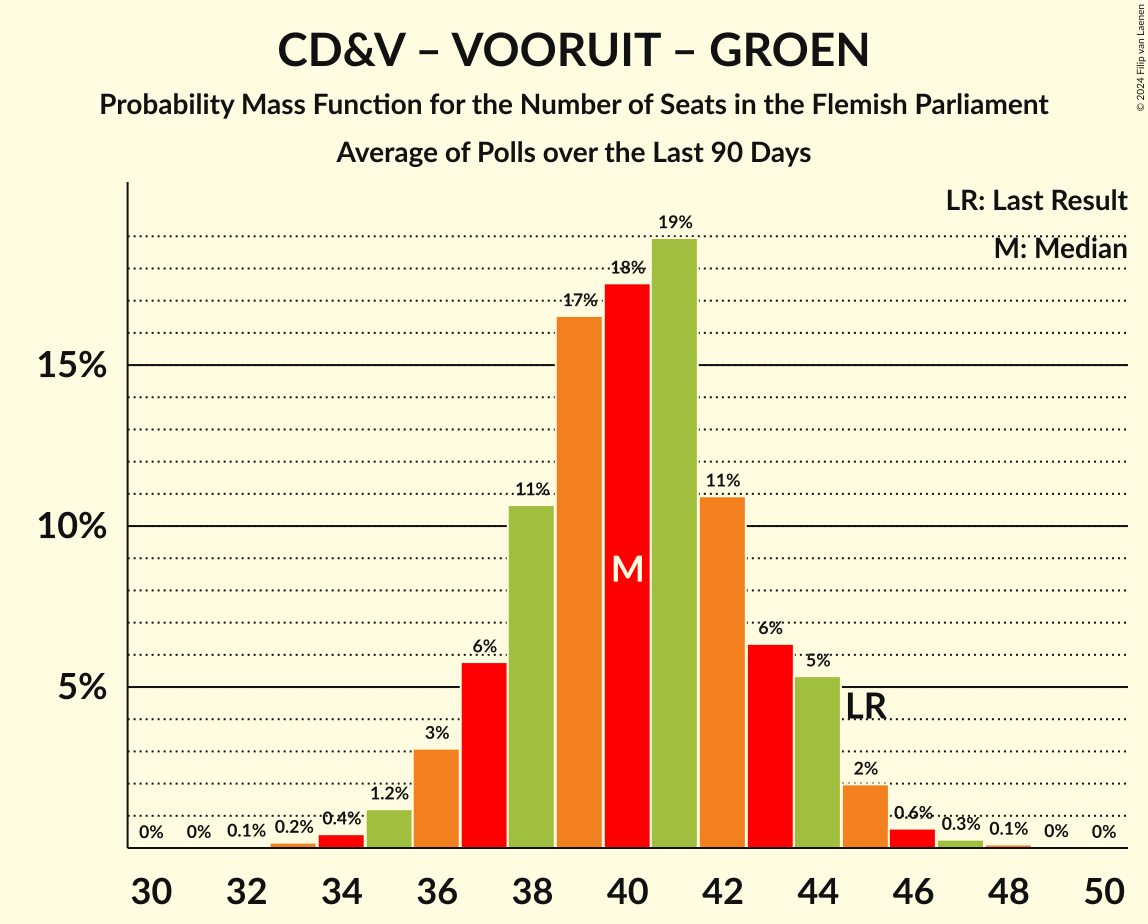 CD&V – VOORUIT – GROEN
Probability Mass Function for the Number of Seats in the Flemish Parliament
Average of Polls over the Last 90 Days
© 2024 Filip van Laenen
LR: Last Result
M: Median
15%
10%
5%
0%
0%
0.1%
0.2%
0.4%
1.2%
3%
6%
11%
17%
18%
19%
11%
6%
5%
2%
0.6%
0.3%
0.1%
0%
0%
M
LR
30 32 34 36 38 40 42 44 46 48 50